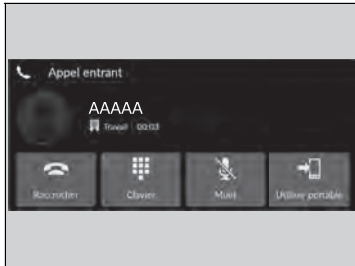 Appel entrant
AAAAA
Travail 00:03
Raccrocher Clavier Muet Utiliser portable